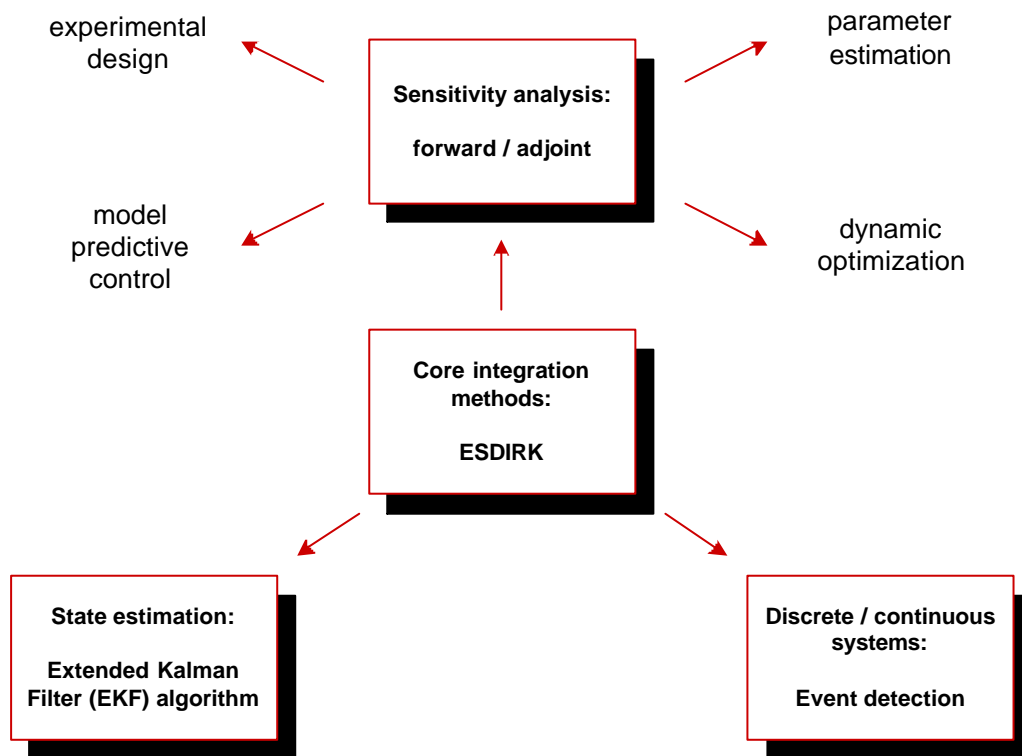 experimental
design
parameter
estimation
Sensitivity analysis:
forward / adjoint
model
predictive
control
dynamic
optimization
Core integration
methods:
ESDIRK
State estimation:
Extended Kalman
Filter (EKF) algorithm
Discrete / continuous
systems:
Event detection